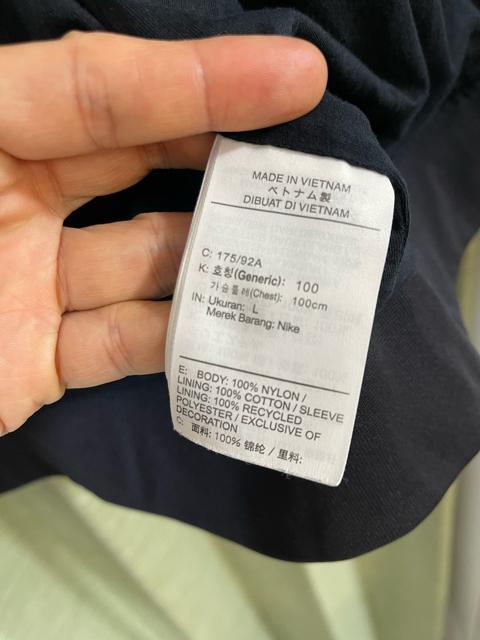 MADE IN VIETNAM
ベトナム製
DIBUAT DI VIETNAM
C: 175/92A
K: 호칭(Generic): 100
가슴둘레(Chest): 100cm
IN: Ukuran: L
Merek Barang: Nike
E: BODY: 100% NYLON /
LINING: 100% COTTON / SLEEVE
LINING: 100% RECYCLED
POLYESTER / EXCLUSIVE OF
DECORATION
C: 面料: 100% 锦纶 / 里料: